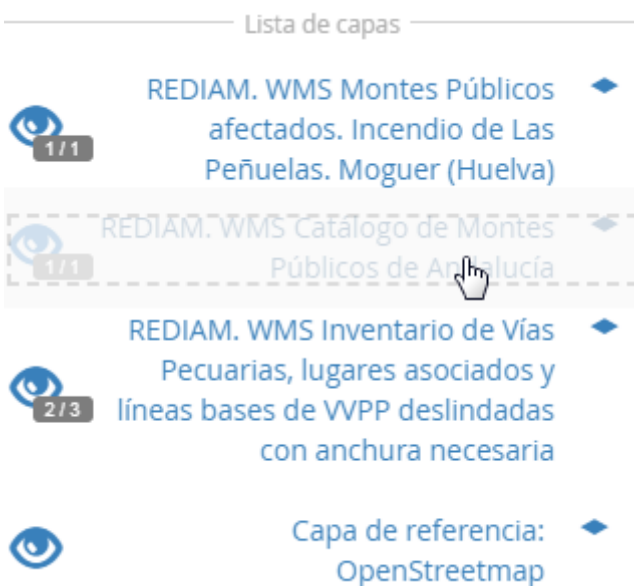 Lista de capas
REDIAM. WMS Montes Públicos
afectados. Incendio de Las
Peñuelas. Moguer (Huelva)
1/1
REDIAM. WMS Catálogo de Montes
Públicos de Andalucía
1/1
REDIAM. WMS Inventario de Vías
Pecuarias, lugares asociados y
líneas bases de VVPP deslindadas
con anchura necesaria
2/3
Capa de referencia:
OpenStreetmap